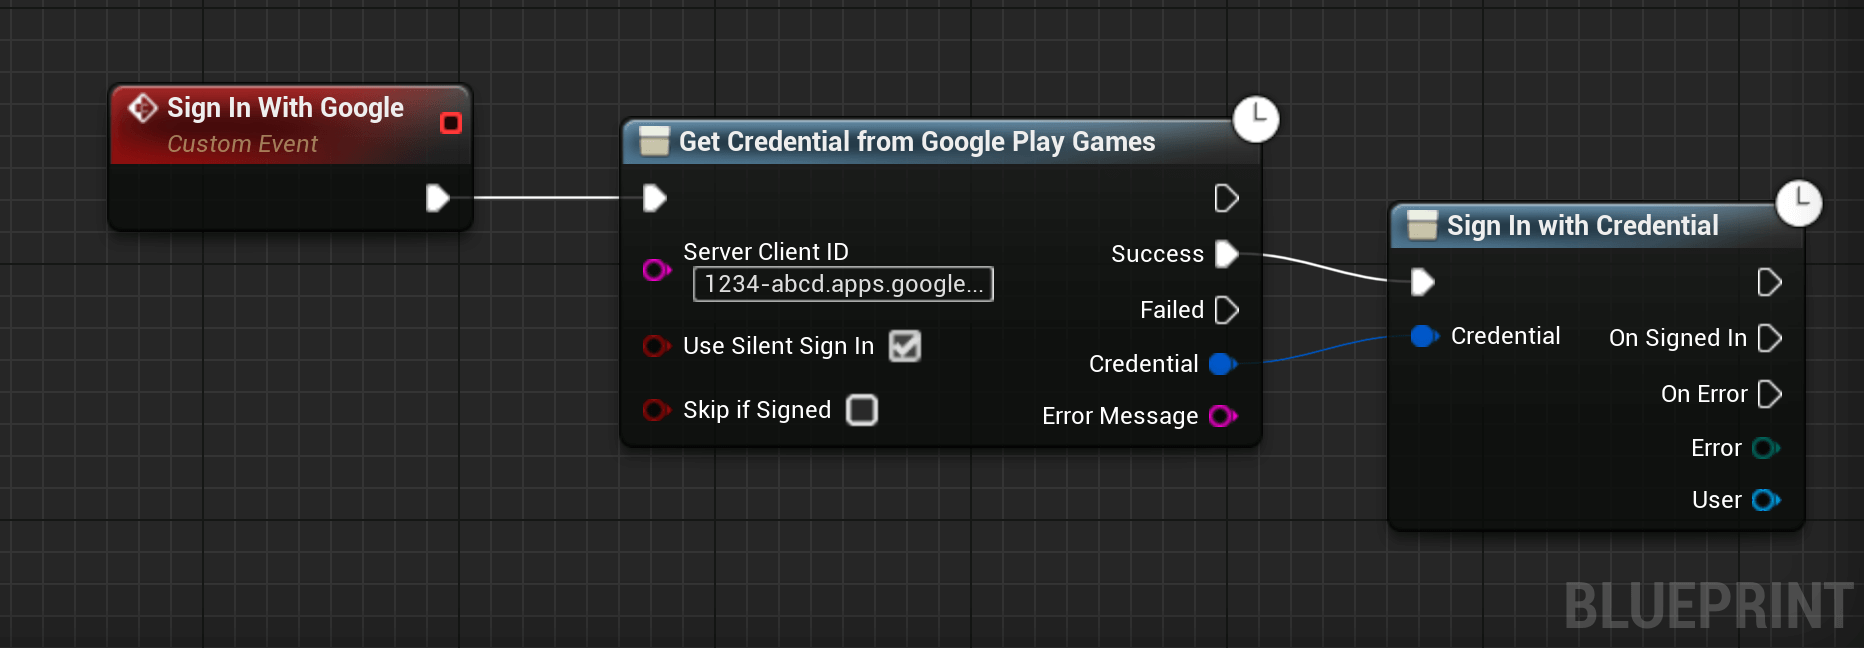 Sign In With Google
Custom Event
Get Credential from Google Play Games
Server Client ID
1234-abcd.apps.google...
Use Silent Sign In
Skip if Signed
Success
Failed
Credential
Error Message
Sign In with Credential
Credential
On Signed In
On Error
Error
User
BLUEPRINT